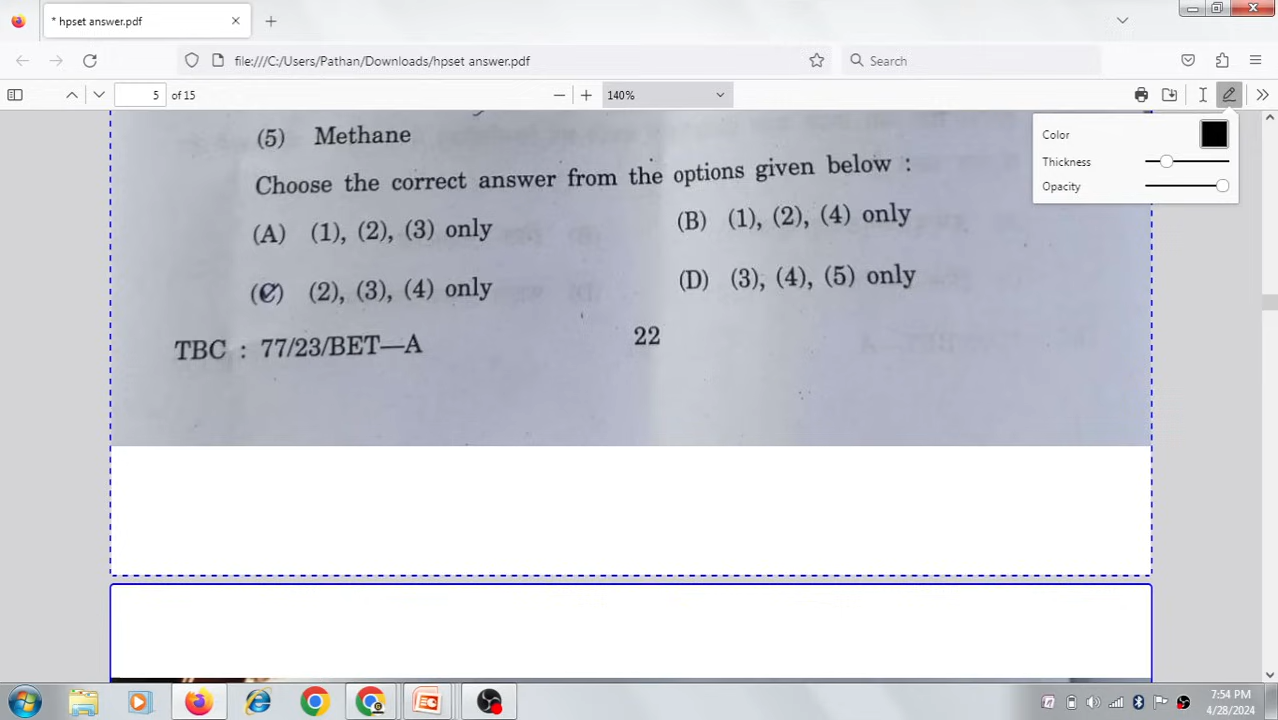 * hpset answer.pdf
file:///C:/Users/Pathan/Downloads/hpset answer.pdf
Search
5 of 15
140%
Color
Thickness
Opacity
(5) Methane
Choose the correct answer from the options given below :
(A) (1), (2), (3) only
(B) (1), (2), (4) only
(C) (2), (3), (4) only
(D) (3), (4), (5) only
TBC : 77/23/BET—A
22
7:54 PM
4/28/2024